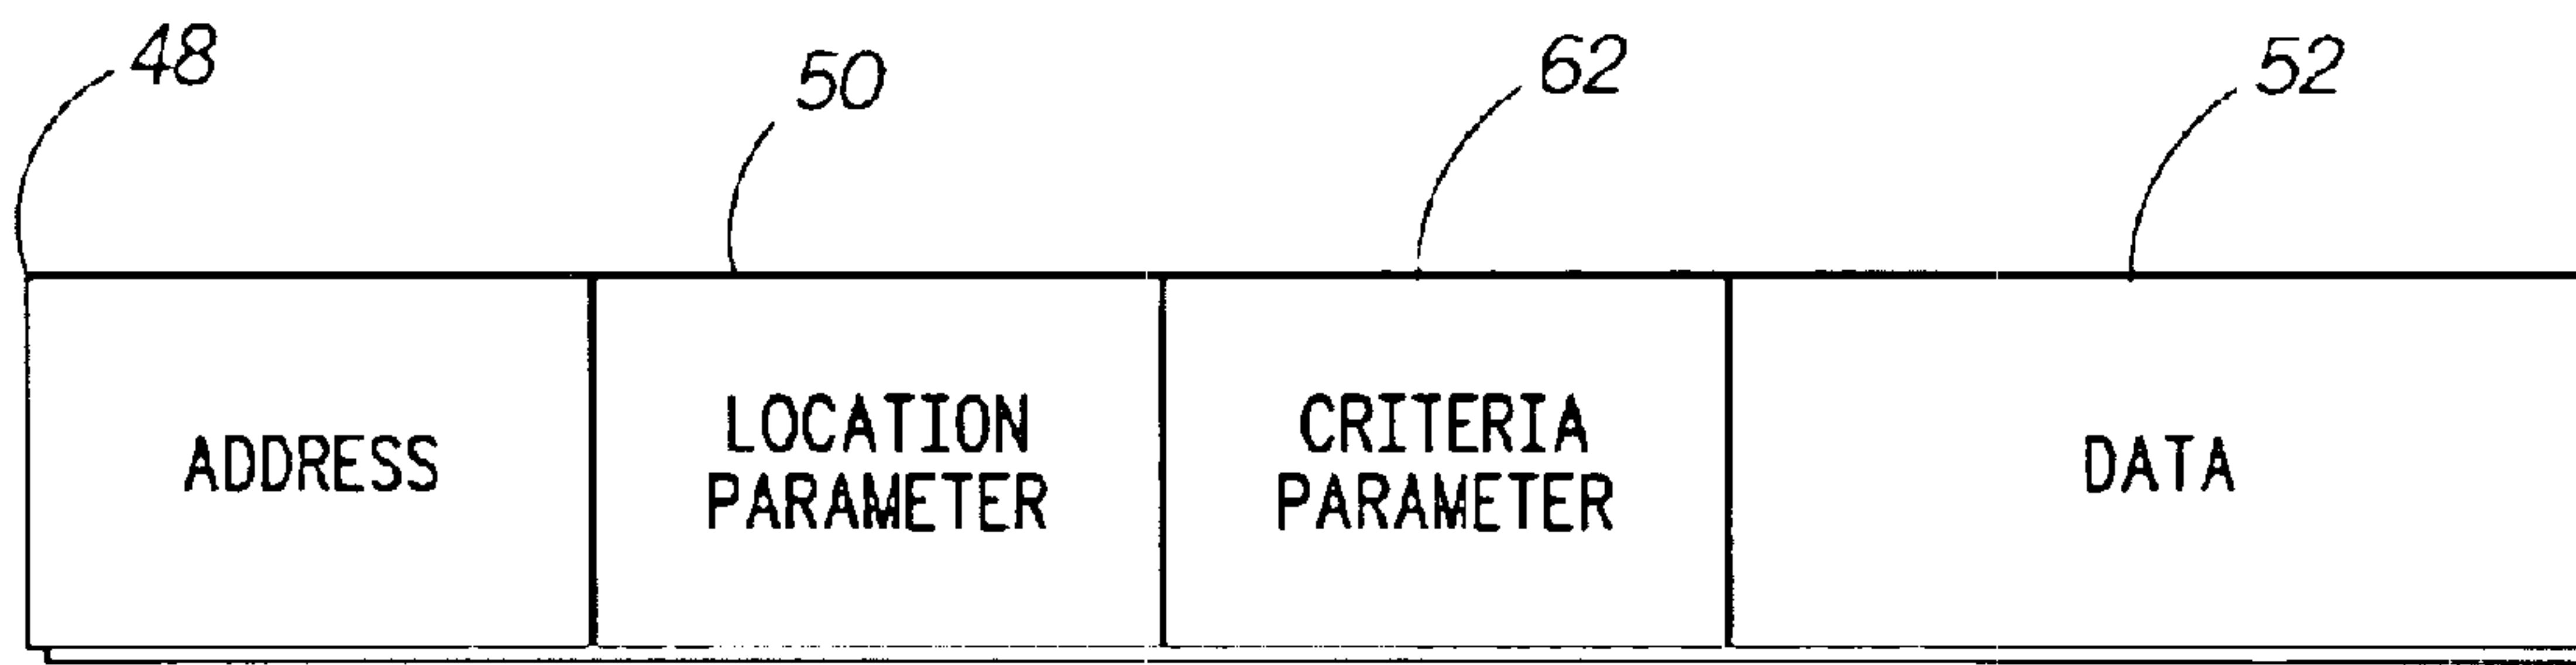 48
50
62
52
ADDRESS
LOCATION
PARAMETER
CRITERIA
PARAMETER
DATA